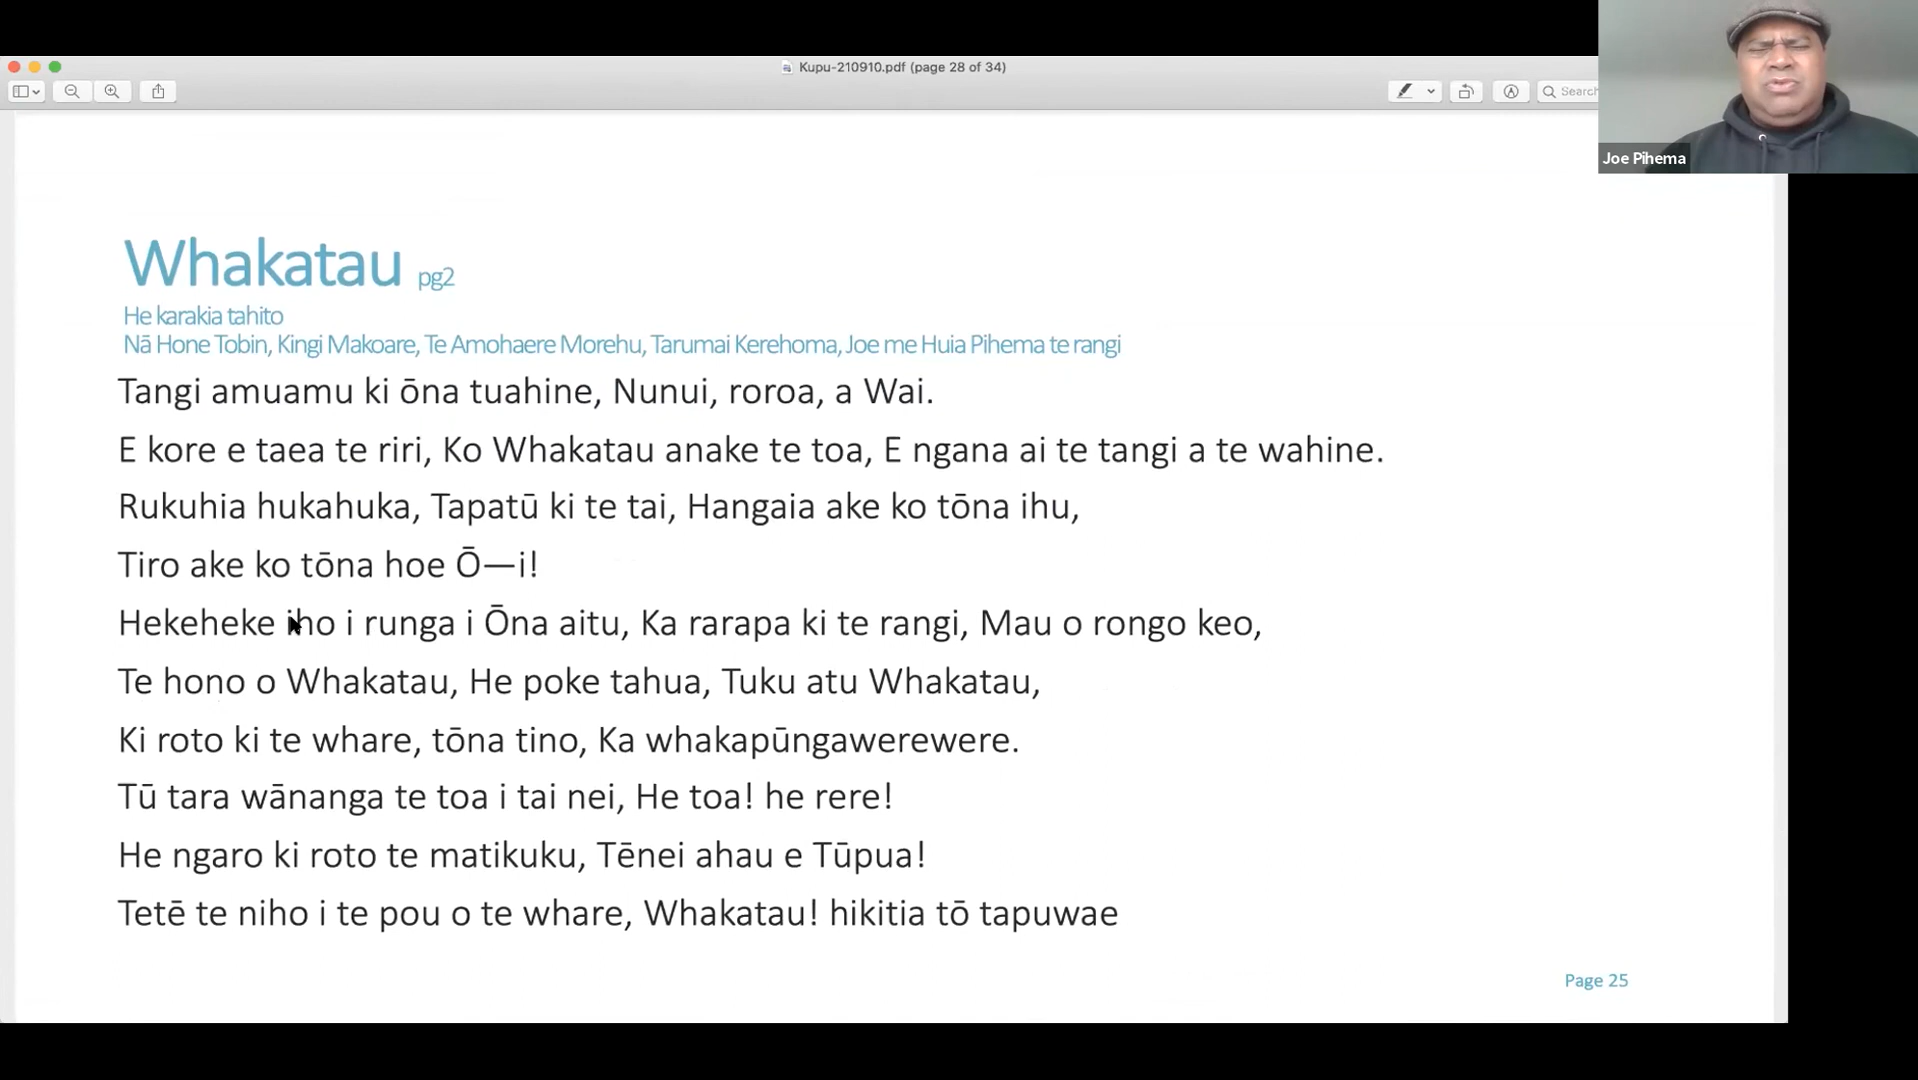 Kupu-210910.pdf (page 28 of 34)
Search
Joe Pihema
Whakatau pg2
He karakia tahito
Nā Hone Tobin, Kingi Makoare, Te Amohaere Morehu, Tarumai Kerehoma, Joe me Huia Pihema te rangi
Tangi amuamu ki ōna tuahine, Nunui, roroa, a Wai.
E kore e taea te riri, Ko Whakatau anake te toa, E ngana ai te tangi a te wahine.
Rukuhia hukahuka, Tapatū ki te tai, Hangaia ake ko tōna ihu,
Tiro ake ko tōna hoe Ō—i!
Hekeheke iho i runga i Ōna aitu, Ka rarapa ki te rangi, Mau o rongo keo,
Te hono o Whakatau, He poke tahua, Tuku atu Whakatau,
Ki roto ki te whare, tōna tino, Ka whakapūngawerewere.
Tū tara wānanga te toa i tai nei, He toa! he rere!
He ngaro ki roto te matikuku, Tēnei ahau e Tūpua!
Tetē te niho i te pou o te whare, Whakatau! hikitia tō tapuwae
Page 25